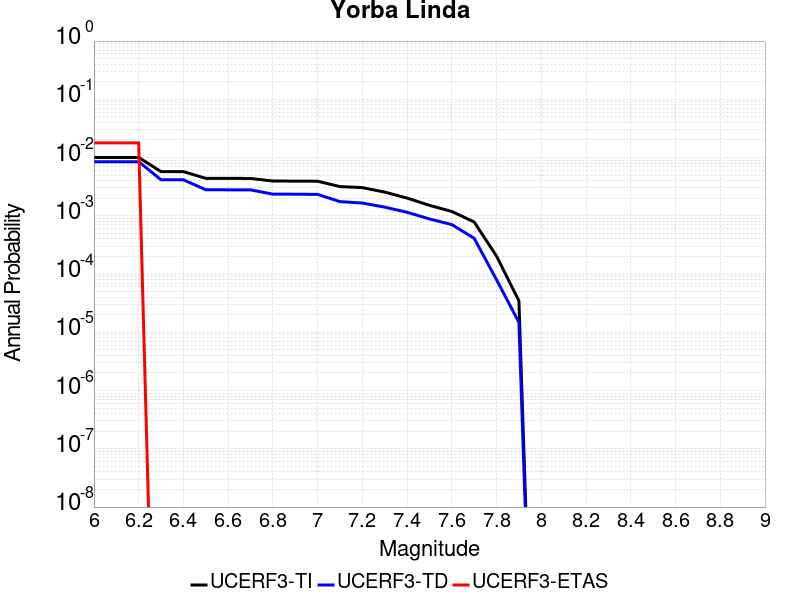 Yorba Linda
10^0
10^-1
10^-2
10^-3
10^-4
10^-5
10^-6
10^-7
10^-8
Annual Probability
6 6.2 6.4 6.6 6.8 7 7.2 7.4 7.6 7.8 8 8.2 8.4 8.6 8.8 9
Magnitude
UCERF3-TI UCERF3-TD UCERF3-ETAS